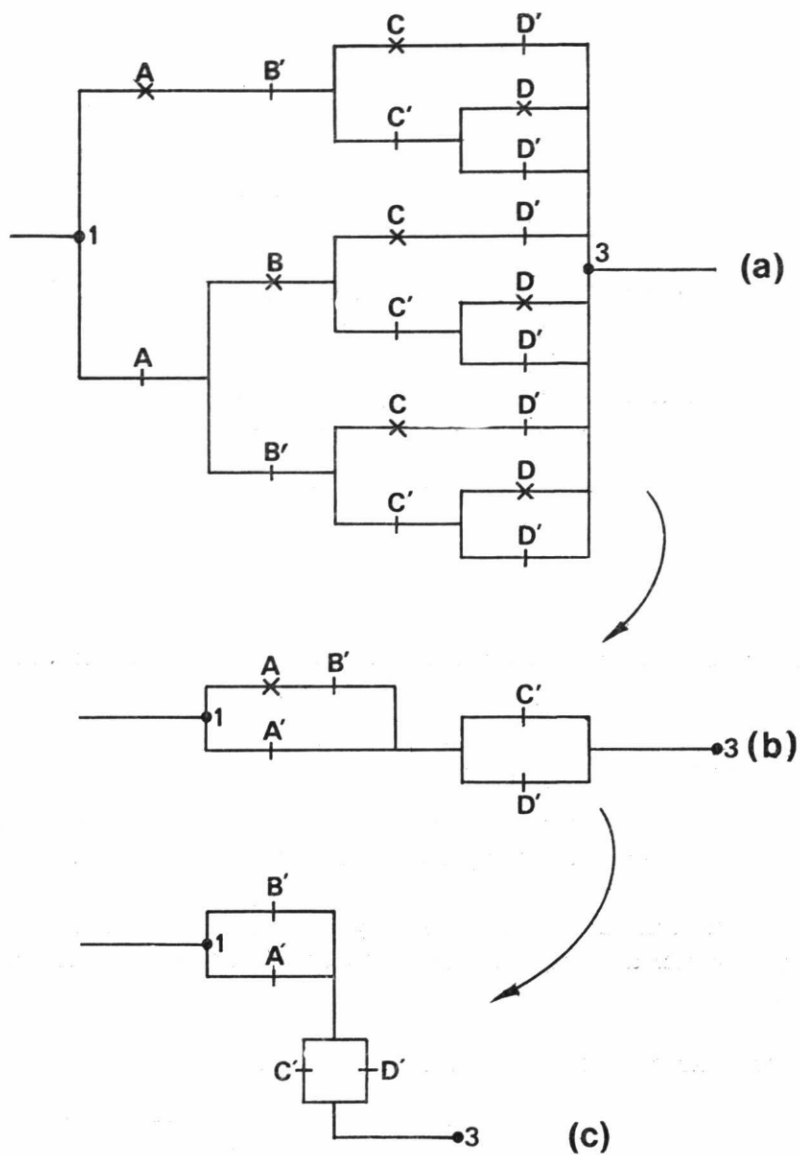 C D'
A B' D
C'
D'
1
C D'
B 3 (a)
D
C'
D'
A
C D'
B' D
C'
D'
A B'
C'
1
A' 3 (b)
D'
B'
1
A'
C' D'
3 (c)